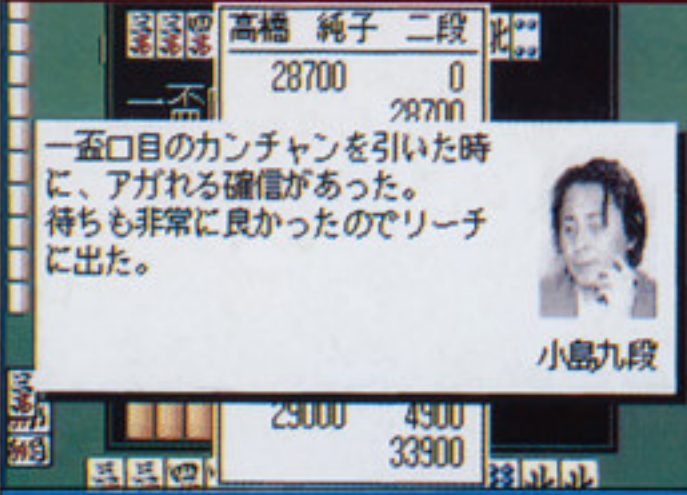 高橋 純子 二段
28700 0
28700
一盃口目のカンチャンを引いた時
に、アガれる確信があった。
待ちも非常に良かったのでリーチ
に出た。
小島九段
29000 4900
33900